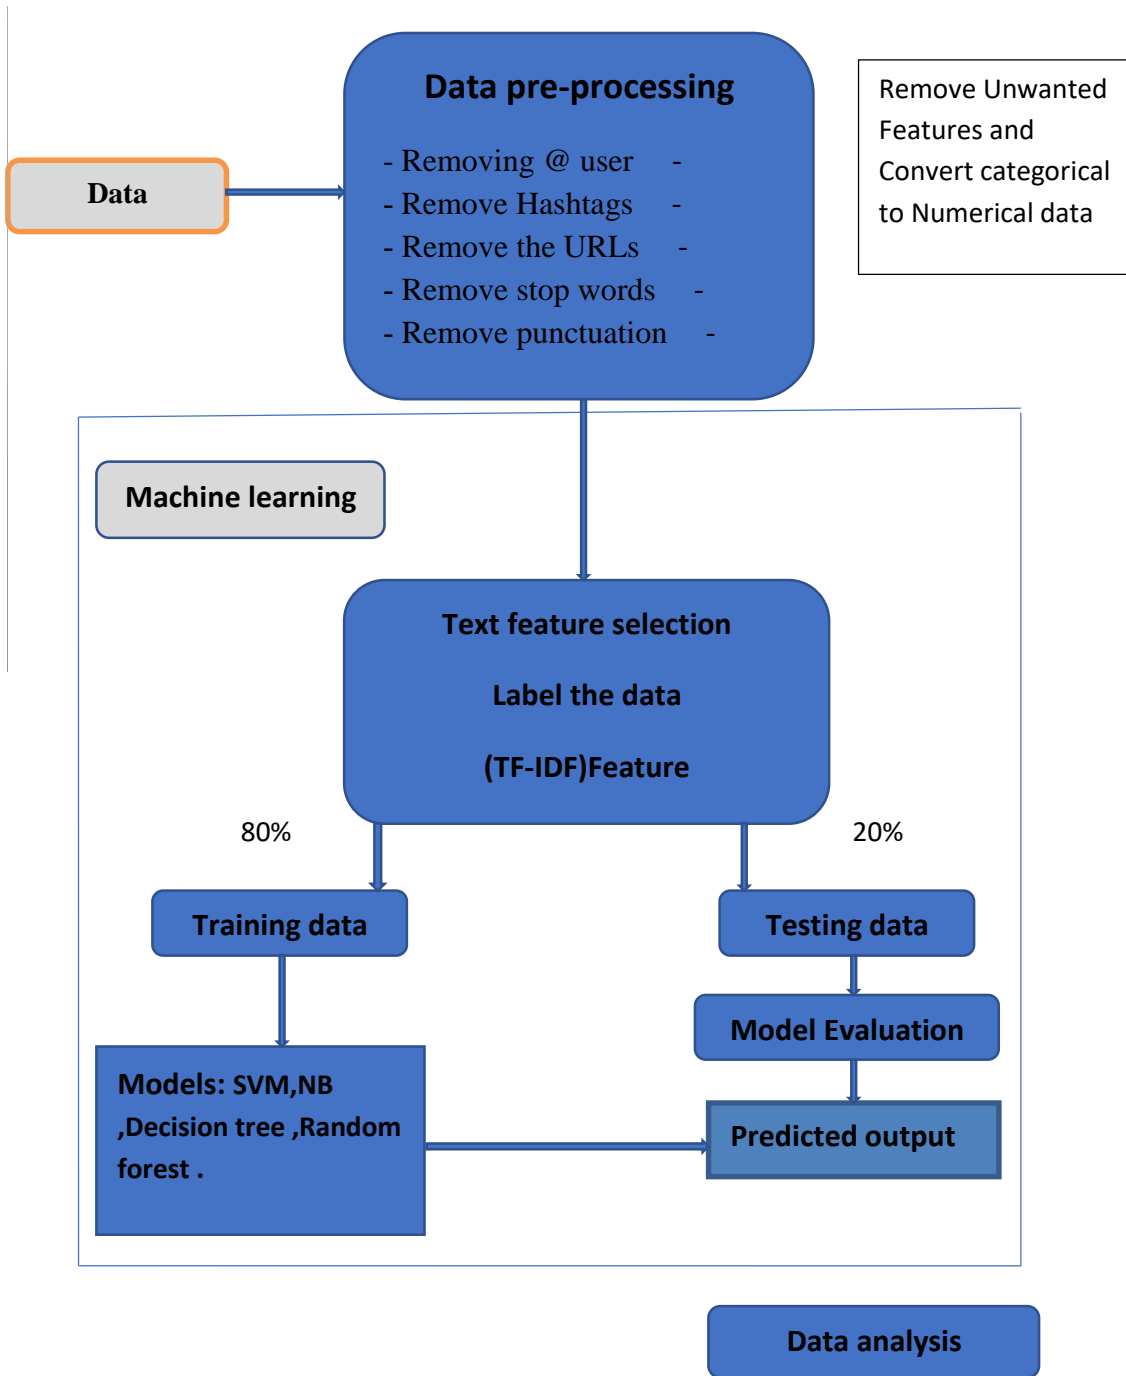 Data pre-processing
- Removing @ user -
- Remove Hashtags -
- Remove the URLs -
- Remove stop words -
- Remove punctuation -
Remove Unwanted
Features and
Convert categorical
to Numerical data
Data
Machine learning
Text feature selection
Label the data
(TF-IDF)Feature
80%
20%
Training data
Testing data
Model Evaluation
Models: SVM,NB
,Decision tree ,Random
forest .
Predicted output
Data analysis